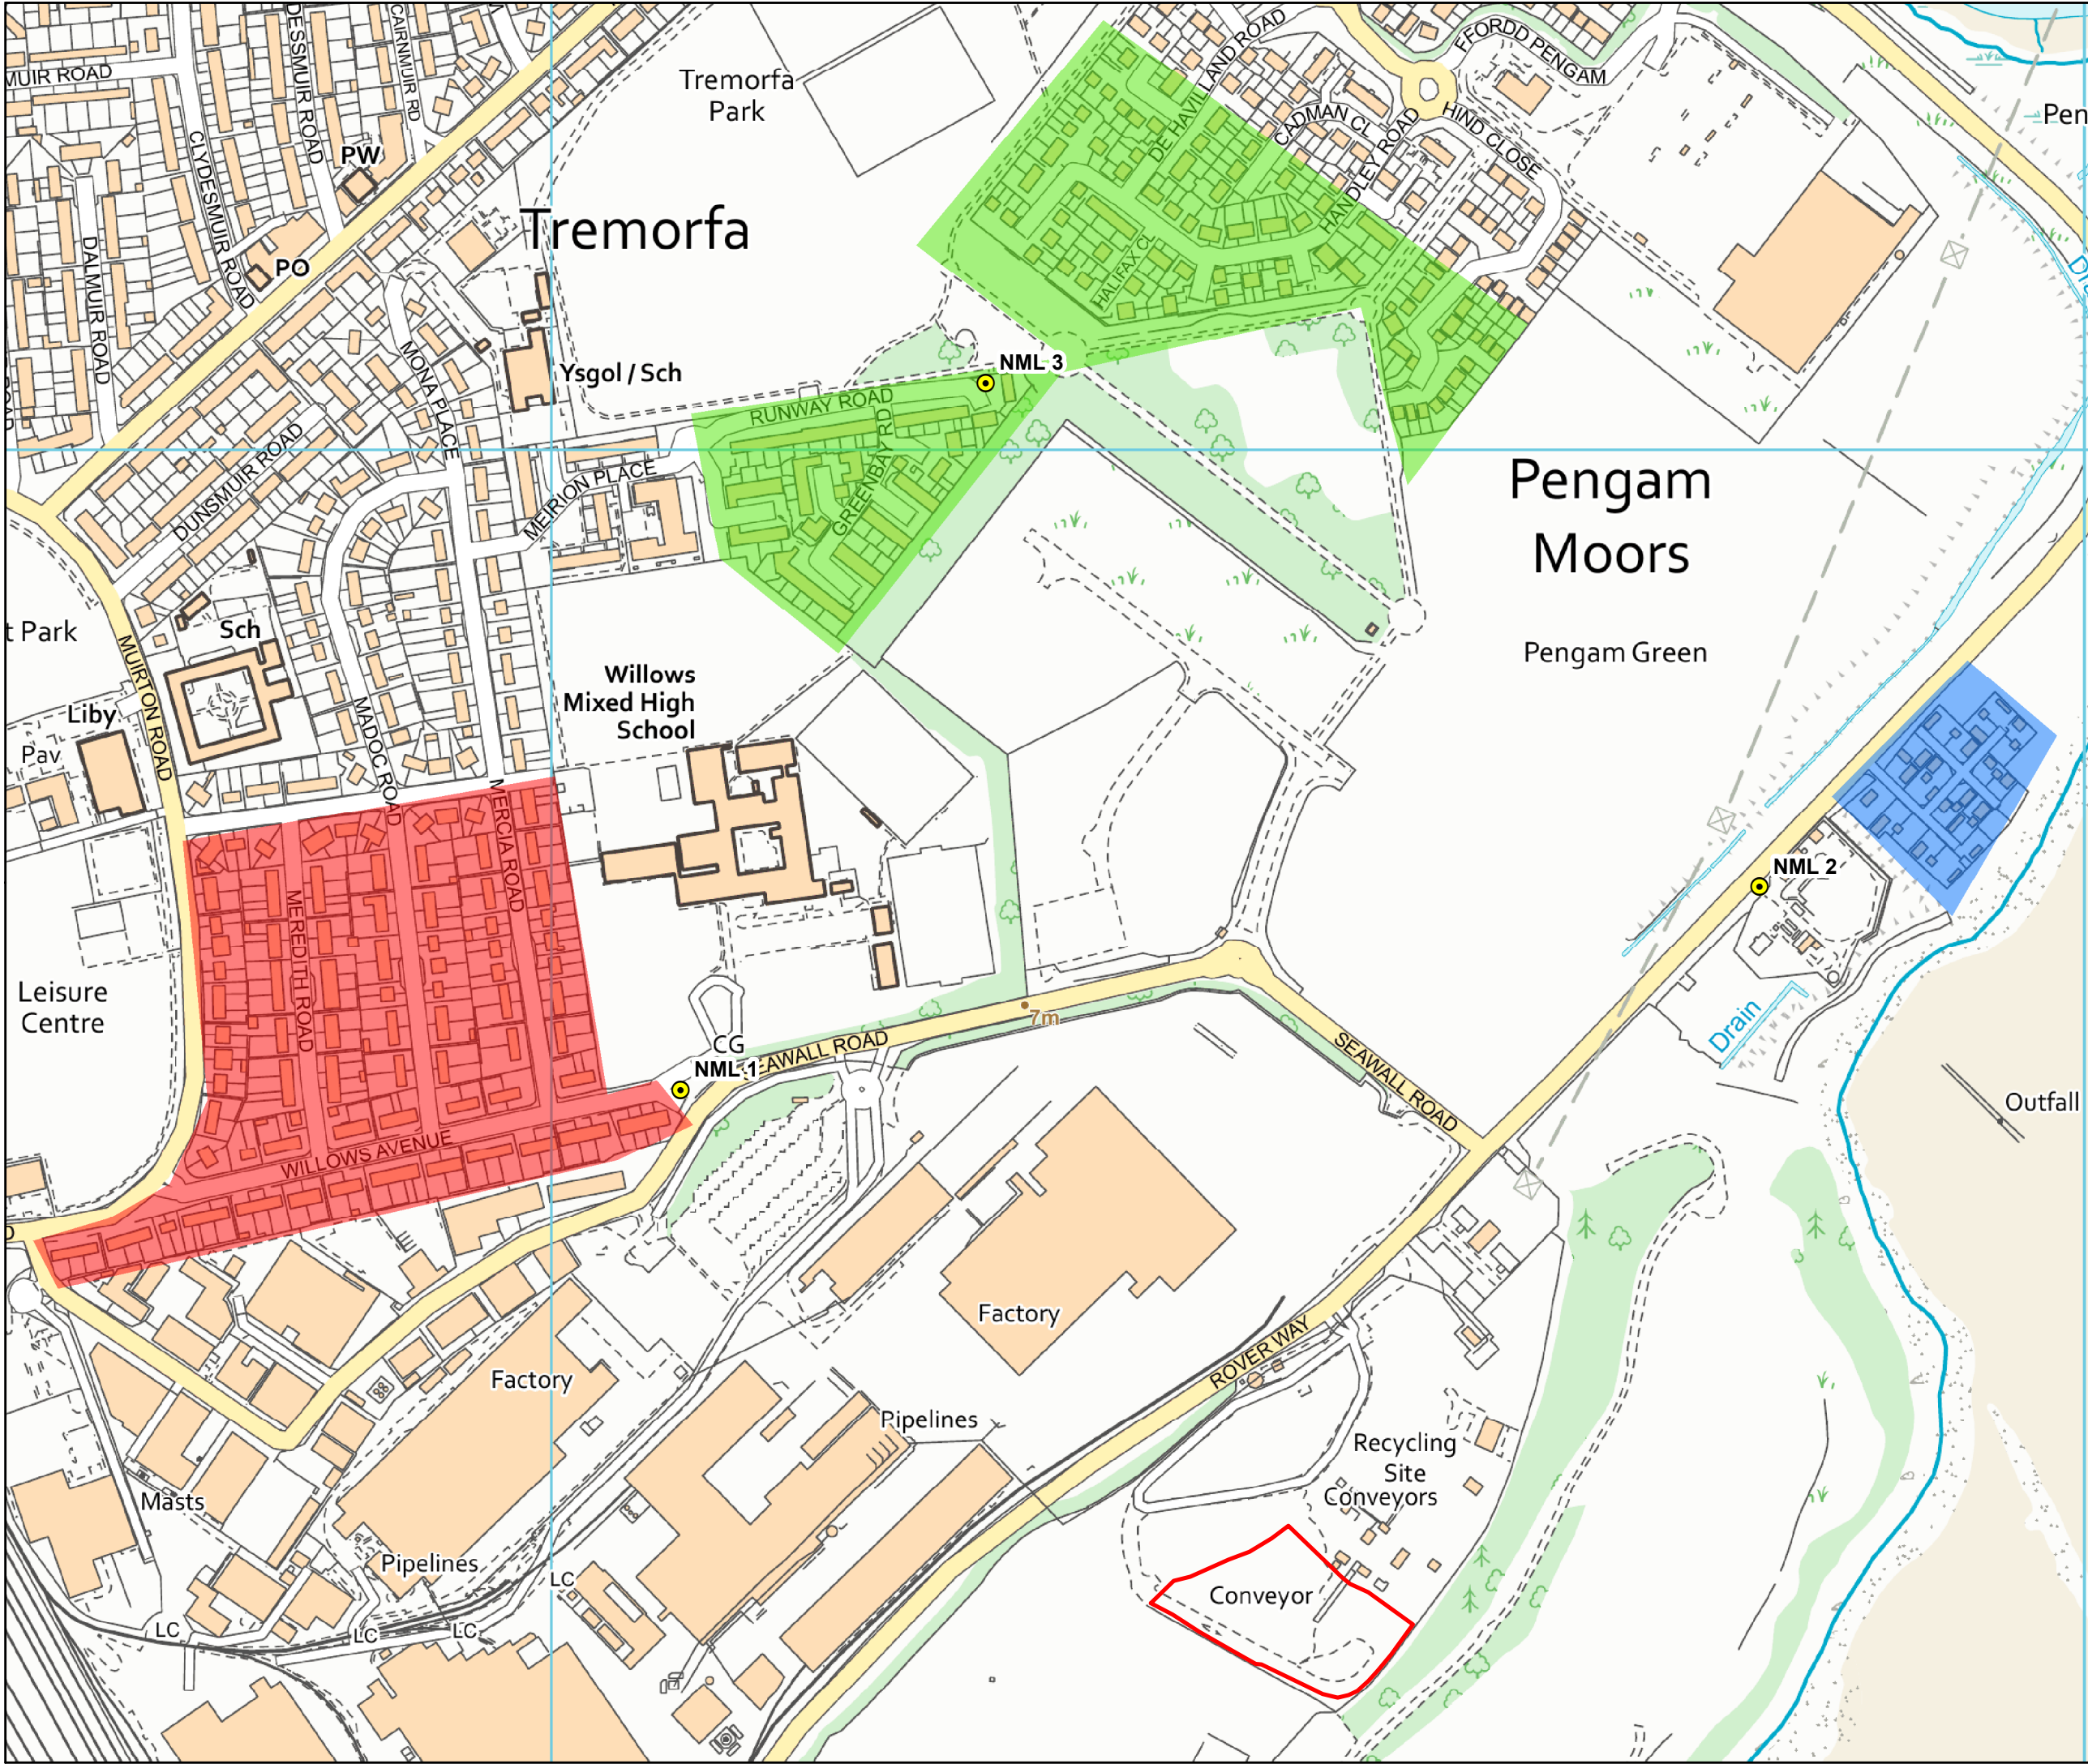 MUIR ROAD
DESSMUIR ROAD
CAIRNMUIR RD
CLYDESMUIR ROAD
DALMUIR ROAD
PW
PO
Tremorfa
Park
Tremorfa
DE HAVILLAND ROAD
FFORDD PENGAM
CADMAN CL
HANDLEY ROAD
HIND CLOSE
HALIFAX CL
Pen
MONA PLACE
Ysgol / Sch
NML 3
RUNWAY ROAD
GREENBAY RD
DUNSMUIR ROAD
MEIRION PLACE
Pengam
Moors
Pengam Green
t Park
Sch
MUIRTON ROAD
Liby
Pav
MADOC ROAD
Willows
Mixed High
School
MERCIA ROAD
MEREDITH ROAD
NML 2
Leisure
Centre
Drain
7m
CG
NML 1
SEAWALL ROAD
SEAWALL ROAD
Outfall
WILLOWS AVENUE
Factory
ROVER WAY
Factory
Pipelines
Recycling
Site
Conveyors
Masts
Pipelines
LC
Conveyor
LC
LC
LC